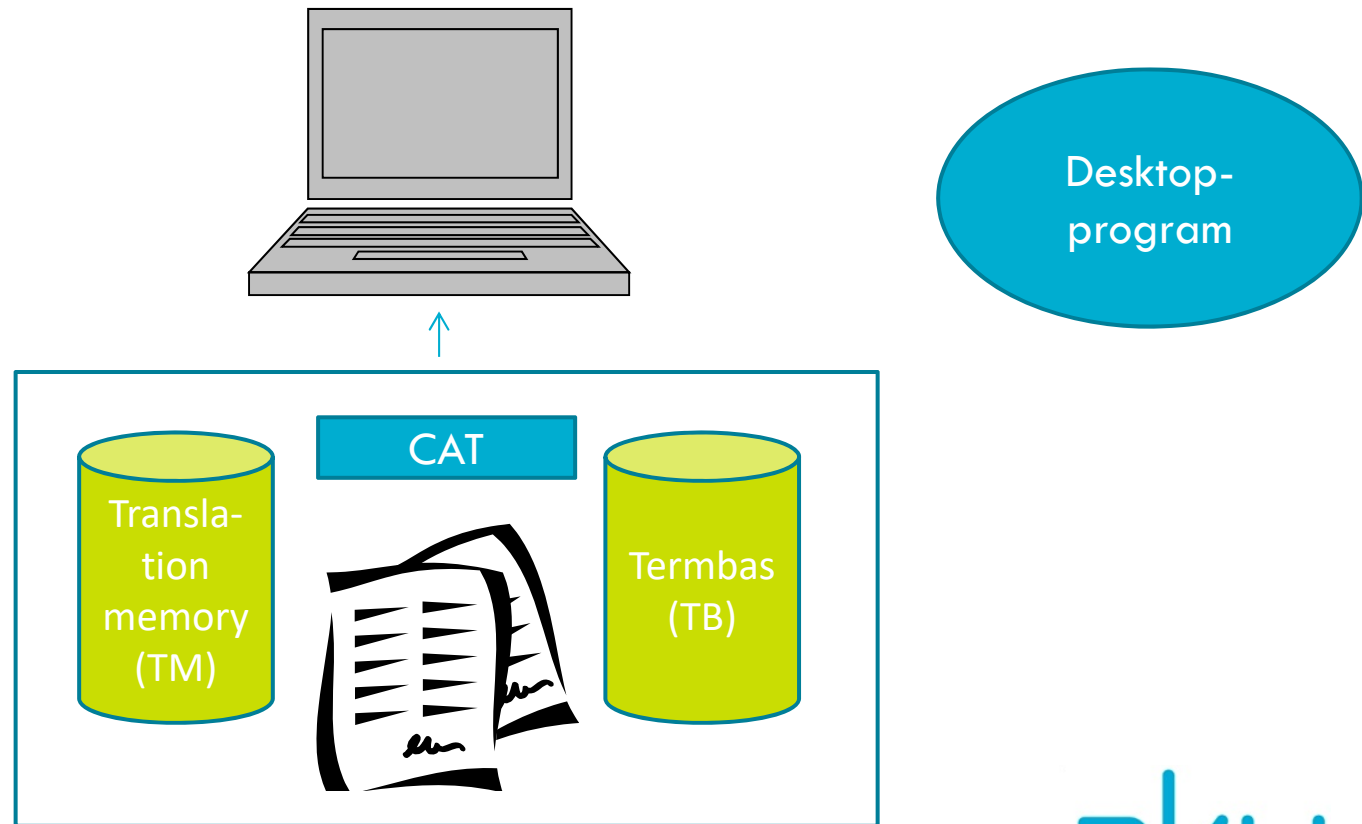 Desktop-
program
CAT
Transla-
tion
memory
(TM)
Termbas
(TB)